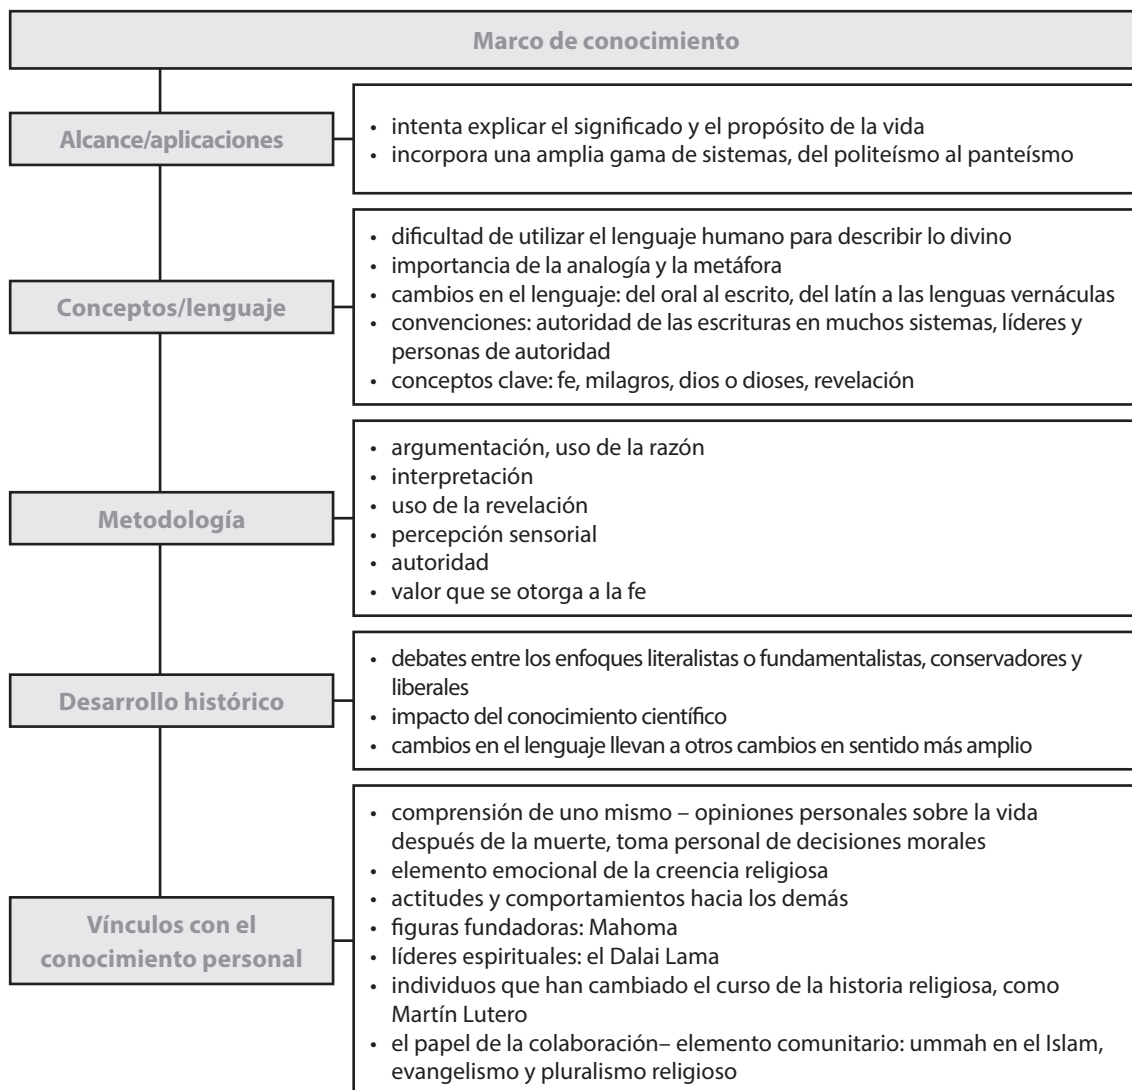 Marco de conocimiento
Alcance/aplicaciones
• intenta explicar el significado y el propósito de la vida
• incorpora una amplia gama de sistemas, del politeísmo al panteísmo
Conceptos/lenguaje
• dificultad de utilizar el lenguaje humano para describir lo divino
• importancia de la analogía y la metáfora
• cambios en el lenguaje: del oral al escrito, del latín a las lenguas vernáculas
• convenciones: autoridad de las escrituras en muchos sistemas, líderes y
personas de autoridad
• conceptos clave: fe, milagros, dios o dioses, revelación
Metodología
• argumentación, uso de la razón
• interpretación
• uso de la revelación
• percepción sensorial
• autoridad
• valor que se otorga a la fe
Desarrollo histórico
• debates entre los enfoques literalistas o fundamentalistas, conservadores y
liberales
• impacto del conocimiento científico
• cambios en el lenguaje llevan a otros cambios en sentido más amplio
Vínculos con el
conocimiento personal
• comprensión de uno mismo – opiniones personales sobre la vida
después de la muerte, toma personal de decisiones morales
• elemento emocional de la creencia religiosa
• actitudes y comportamientos hacia los demás
• figuras fundadoras: Mahoma
• líderes espirituales: el Dalai Lama
• individuos que han cambiado el curso de la historia religiosa, como
Martín Lutero
• el papel de la colaboración– elemento comunitario: ummah en el Islam,
evangelismo y pluralismo religioso